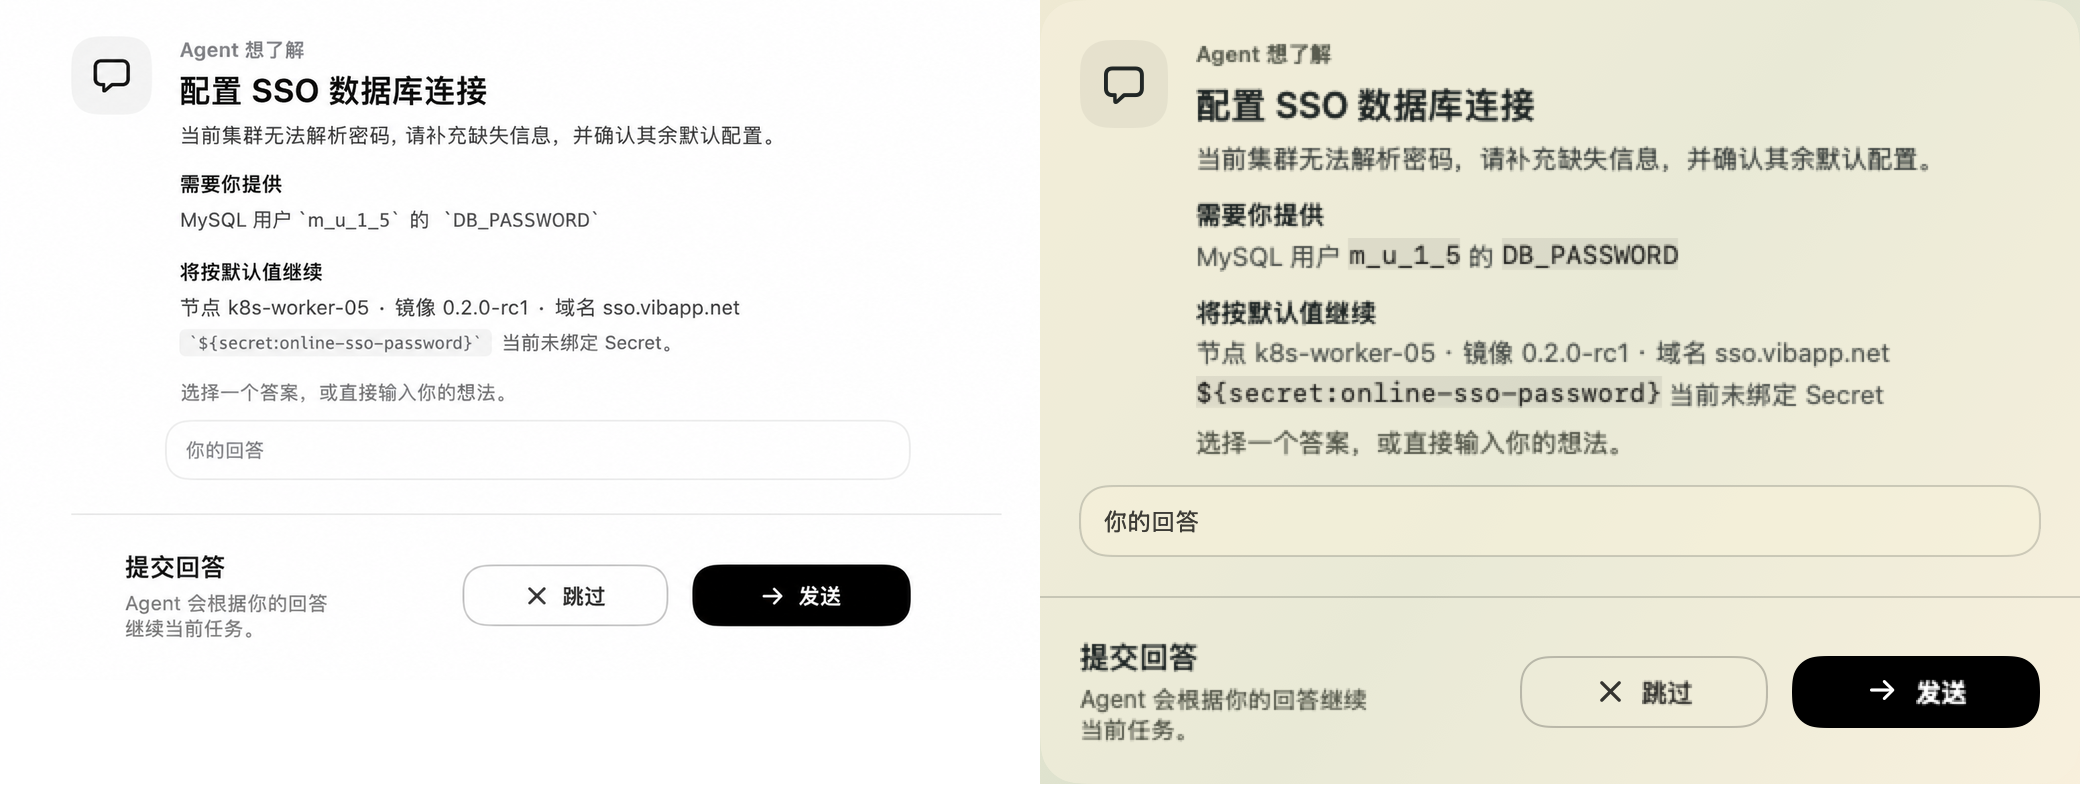 Agent 想了解
配置 SSO 数据库连接
当前集群无法解析密码, 请补充缺失信息，并确认其余默认配置。
需要你提供
MySQL 用户 `m_u_1_5` 的 `DB_PASSWORD`
将按默认值继续
节点 k8s-worker-05 · 镜像 0.2.0-rc1 · 域名 sso.vibapp.net
`${secret:online-sso-password}` 当前未绑定 Secret。
选择一个答案，或直接输入你的想法。
你的回答
提交回答
Agent 会根据你的回答
继续当前任务。
跳过
发送
Agent 想了解
配置 SSO 数据库连接
当前集群无法解析密码，请补充缺失信息，并确认其余默认配置。
需要你提供
MySQL 用户 m_u_1_5 的 DB_PASSWORD
将按默认值继续
节点 k8s-worker-05 · 镜像 0.2.0-rc1 · 域名 sso.vibapp.net
${secret:online-sso-password} 当前未绑定 Secret
选择一个答案，或直接输入你的想法。
你的回答
提交回答
Agent 会根据你的回答继续
当前任务。
跳过
发送